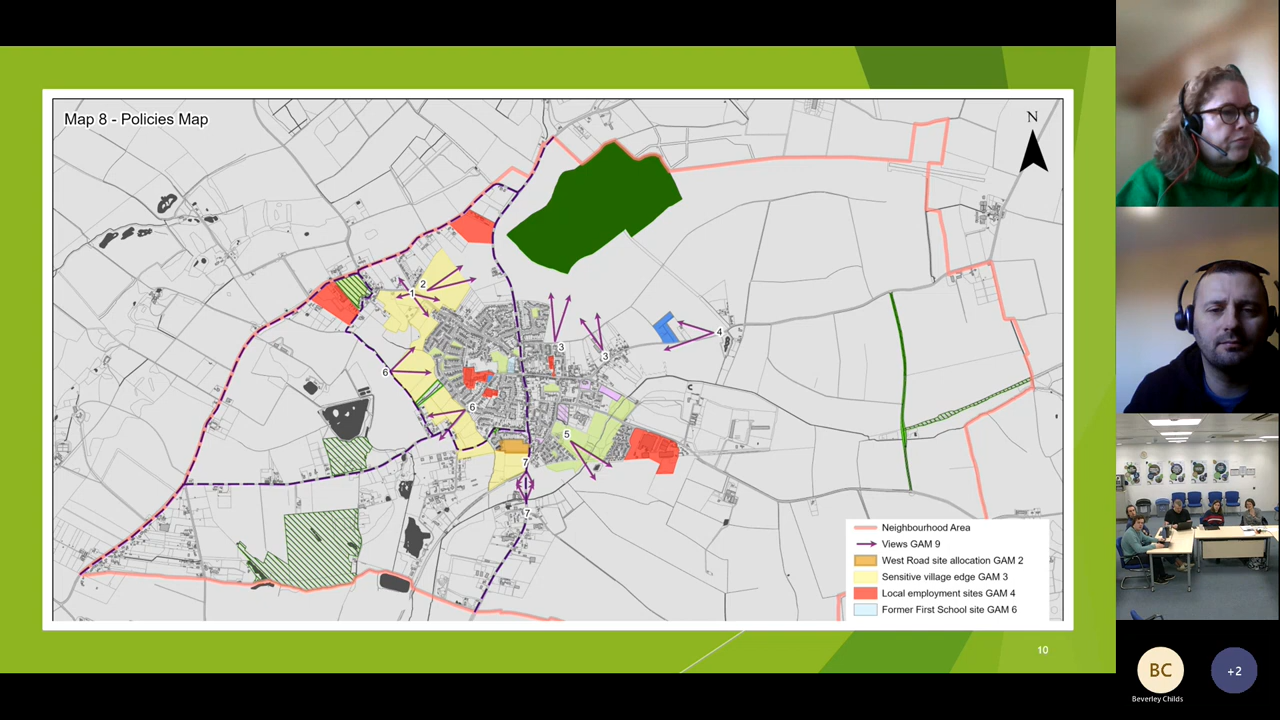 Map 8 - Policies Map
N
2
1
3
3
4
6
6
5
7
7
Neighbourhood Area
Views GAM 9
West Road site allocation GAM 2
Sensitive village edge GAM 3
Local employment sites GAM 4
Former First School site GAM 6
10
BC
+2
Beverley Childs